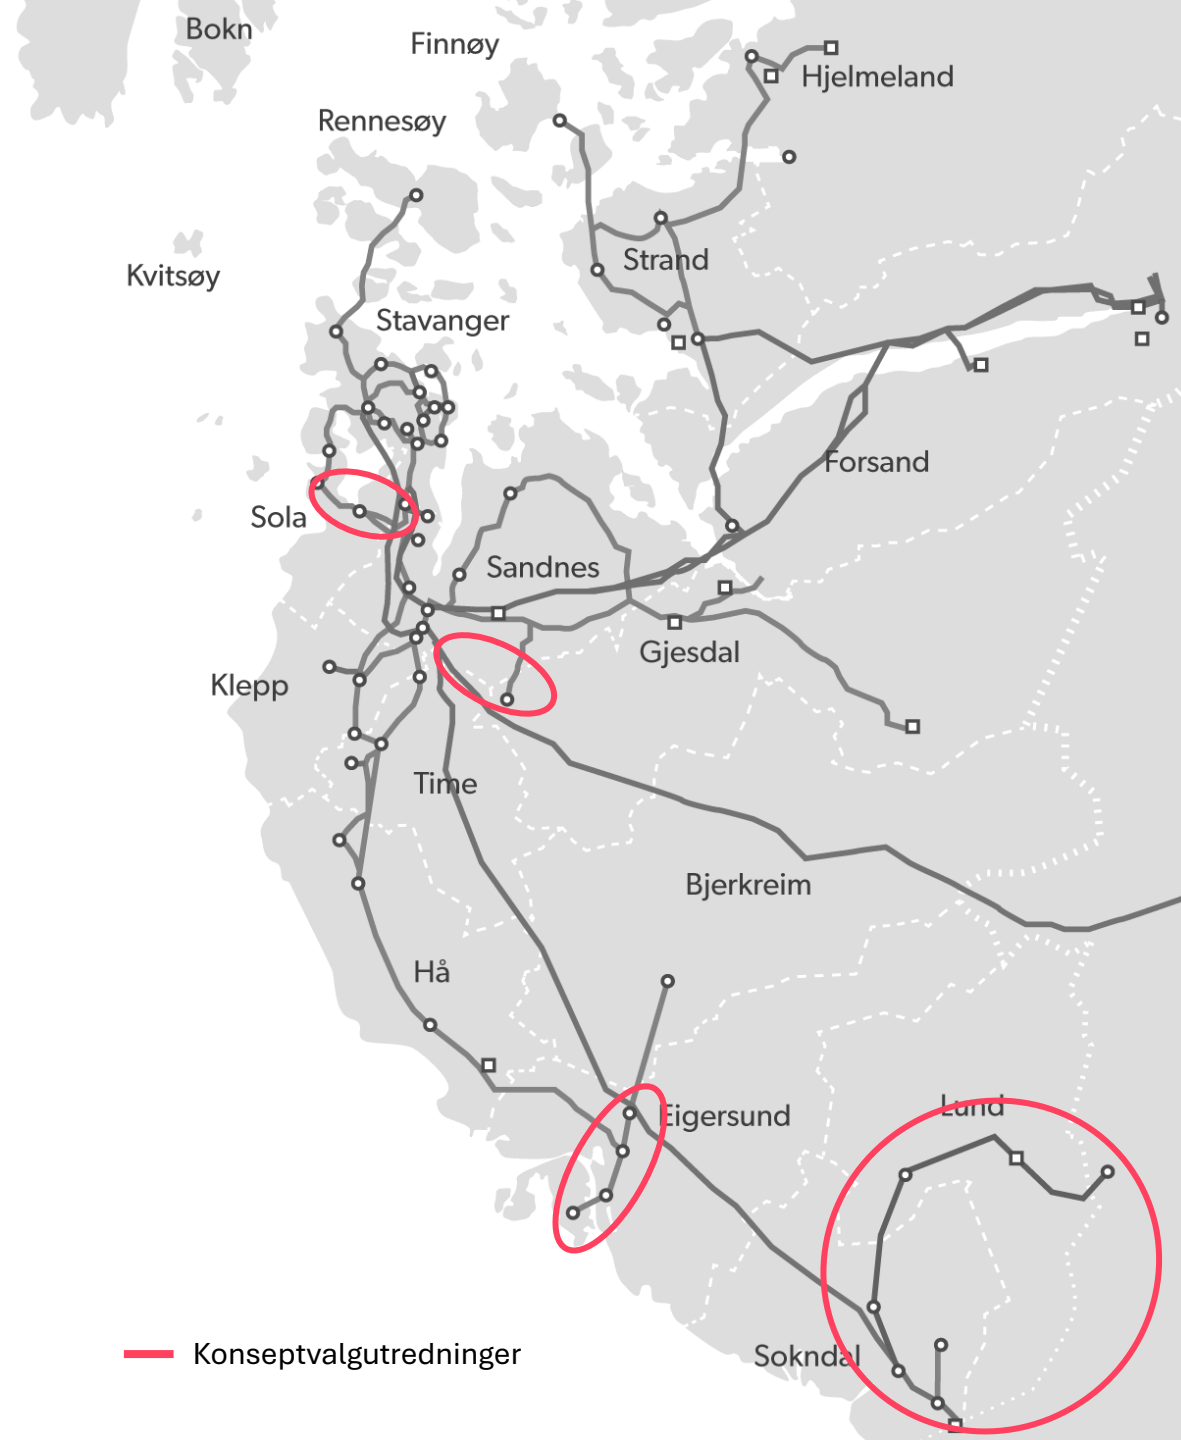 Bokn
Finnøy
Hjelmeland
Rennesøy
Strand
Kvitsøy
Stavanger
Forsand
Sola
Sandnes
Gjesdal
Klepp
Time
Bjerkreim
Hå
Eigersund
Lund
Sokndal
Konseptvalgutredninger